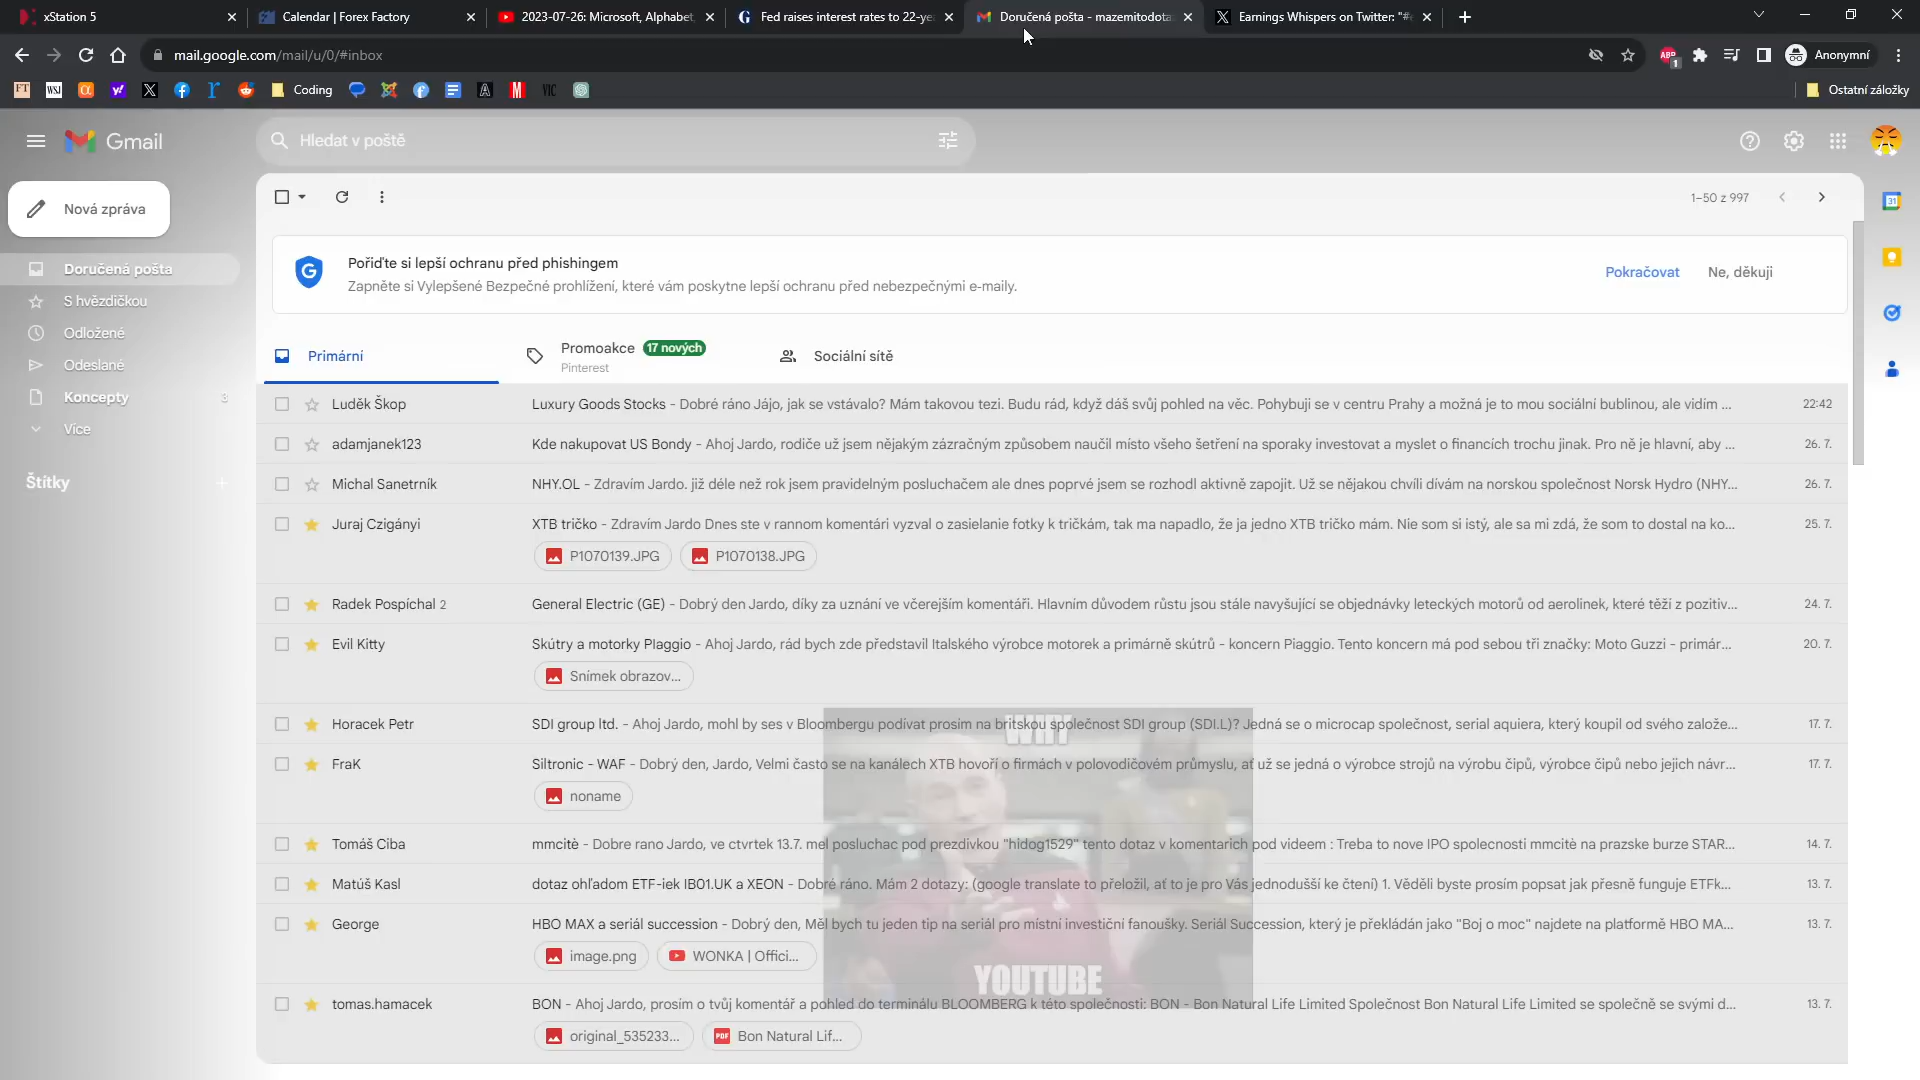 xStation 5
Calendar | Forex Factory
2023-07-26: Microsoft, Alphabet,
Fed raises interest rates to 22-ye
Doručená pošta - mazemitodota
Earnings Whispers on Twitter: "#
mail.google.com/mail/u/0/#inbox
ABP
1
Anonymní
FT
WSJ
y!
Coding
VIC
Ostatní záložky
Gmail
Hledat v poště
Nová zpráva
1–50 z 997
31
Doručená pošta
S hvězdičkou
Odložené
Odeslané
Koncepty 3
Více
Štítky
Pořiďte si lepší ochranu před phishingem
Zapněte si Vylepšené Bezpečné prohlížení, které vám poskytne lepší ochranu před nebezpečnými e-maily.
Pokračovat
Ne, děkuji
Primární
Promoakce 17 nových
Pinterest
Sociální sítě
Luděk Škop Luxury Goods Stocks - Dobré ráno Jájo, jak se vstávalo? Mám takovou tezi. Budu rád, když dáš svůj pohled na věc. Pohybuji se v centru Prahy a možná je to mou sociální bublinou, ale vidím ... 22:42
adamjanek123 Kde nakupovat US Bondy - Ahoj Jardo, rodiče už jsem nějakým zázračným způsobem naučil místo všeho šetření na sporaky investovat a myslet o financích trochu jinak. Pro ně je hlavní, aby ... 26. 7.
Michal Sanetrník NHY.OL - Zdravím Jardo. již déle než rok jsem pravidelným posluchačem ale dnes poprvé jsem se rozhodl aktivně zapojit. Už se nějakou chvíli dívám na norskou společnost Norsk Hydro (NHY... 26. 7.
Juraj Czigányi XTB tričko - Zdravím Jardo Dnes ste v rannom komentári vyzval o zasielanie fotky k tričkám, tak ma napadlo, že ja jedno XTB tričko mám. Nie som si istý, ale sa mi zdá, že som to dostal na ko... 25. 7.
P1070139.JPG P1070138.JPG
Radek Pospíchal 2 General Electric (GE) - Dobrý den Jardo, díky za uznání ve včerejším komentáři. Hlavním důvodem růstu jsou stále navyšující se objednávky leteckých motorů od aerolinek, které těží z pozitiv... 24. 7.
Evil Kitty Skútry a motorky PIaggio - Ahoj Jardo, rád bych zde představil Italského výrobce motorek a primárně skútrů - koncern Piaggio. Tento koncern má pod sebou tři značky: Moto Guzzi - primár... 20. 7.
Snímek obrazov...
Horacek Petr SDI group ltd. - Ahoj Jardo, mohl by ses v Bloombergu podívat prosím na britskou společnost SDI group (SDI.L)? Jedná se o microcap společnost, serial aquiera, který koupil od svého založe... 17. 7.
WHY
FraK Siltronic - WAF - Dobrý den, Jardo, Velmi často se na kanálech XTB hovoří o firmách v polovodičovém průmyslu, ať už se jedná o výrobce strojů na výrobu čipů, výrobce čipů nebo jejich návr... 17. 7.
noname
Tomáš Ciba mmcitè - Dobre rano Jardo, ve ctvrtek 13.7. mel posluchac pod prezdivkou "hidog1529" tento dotaz v komentarich pod videem : Treba to nove IPO spolecnosti mmcitè na prazske burze STAR... 14. 7.
Matúš Kasl dotaz ohľadom ETF-iek IB01.UK a XEON - Dobré ráno. Mám 2 dotazy: (google translate to přeložil, ať to je pro Vás jednodušší ke čtení) 1. Věděli byste prosím popsat jak přesně funguje ETFk... 13. 7.
George HBO MAX a seriál succession - Dobrý den, Měl bych tu jeden tip na seriál pro místní investiční fanoušky. Seriál Succession, který je překládán jako "Boj o moc" najdete na platformě HBO MA... 13. 7.
image.png WONKA | Offici...
YOUTUBE
tomas.hamacek BON - Ahoj Jardo, prosím o tvůj komentář a pohled do terminálu BLOOMBERG k této společnosti: BON - Bon Natural Life Limited Společnost Bon Natural Life Limited se společně se svými d... 13. 7.
original_535233... PDF Bon Natural Lif...